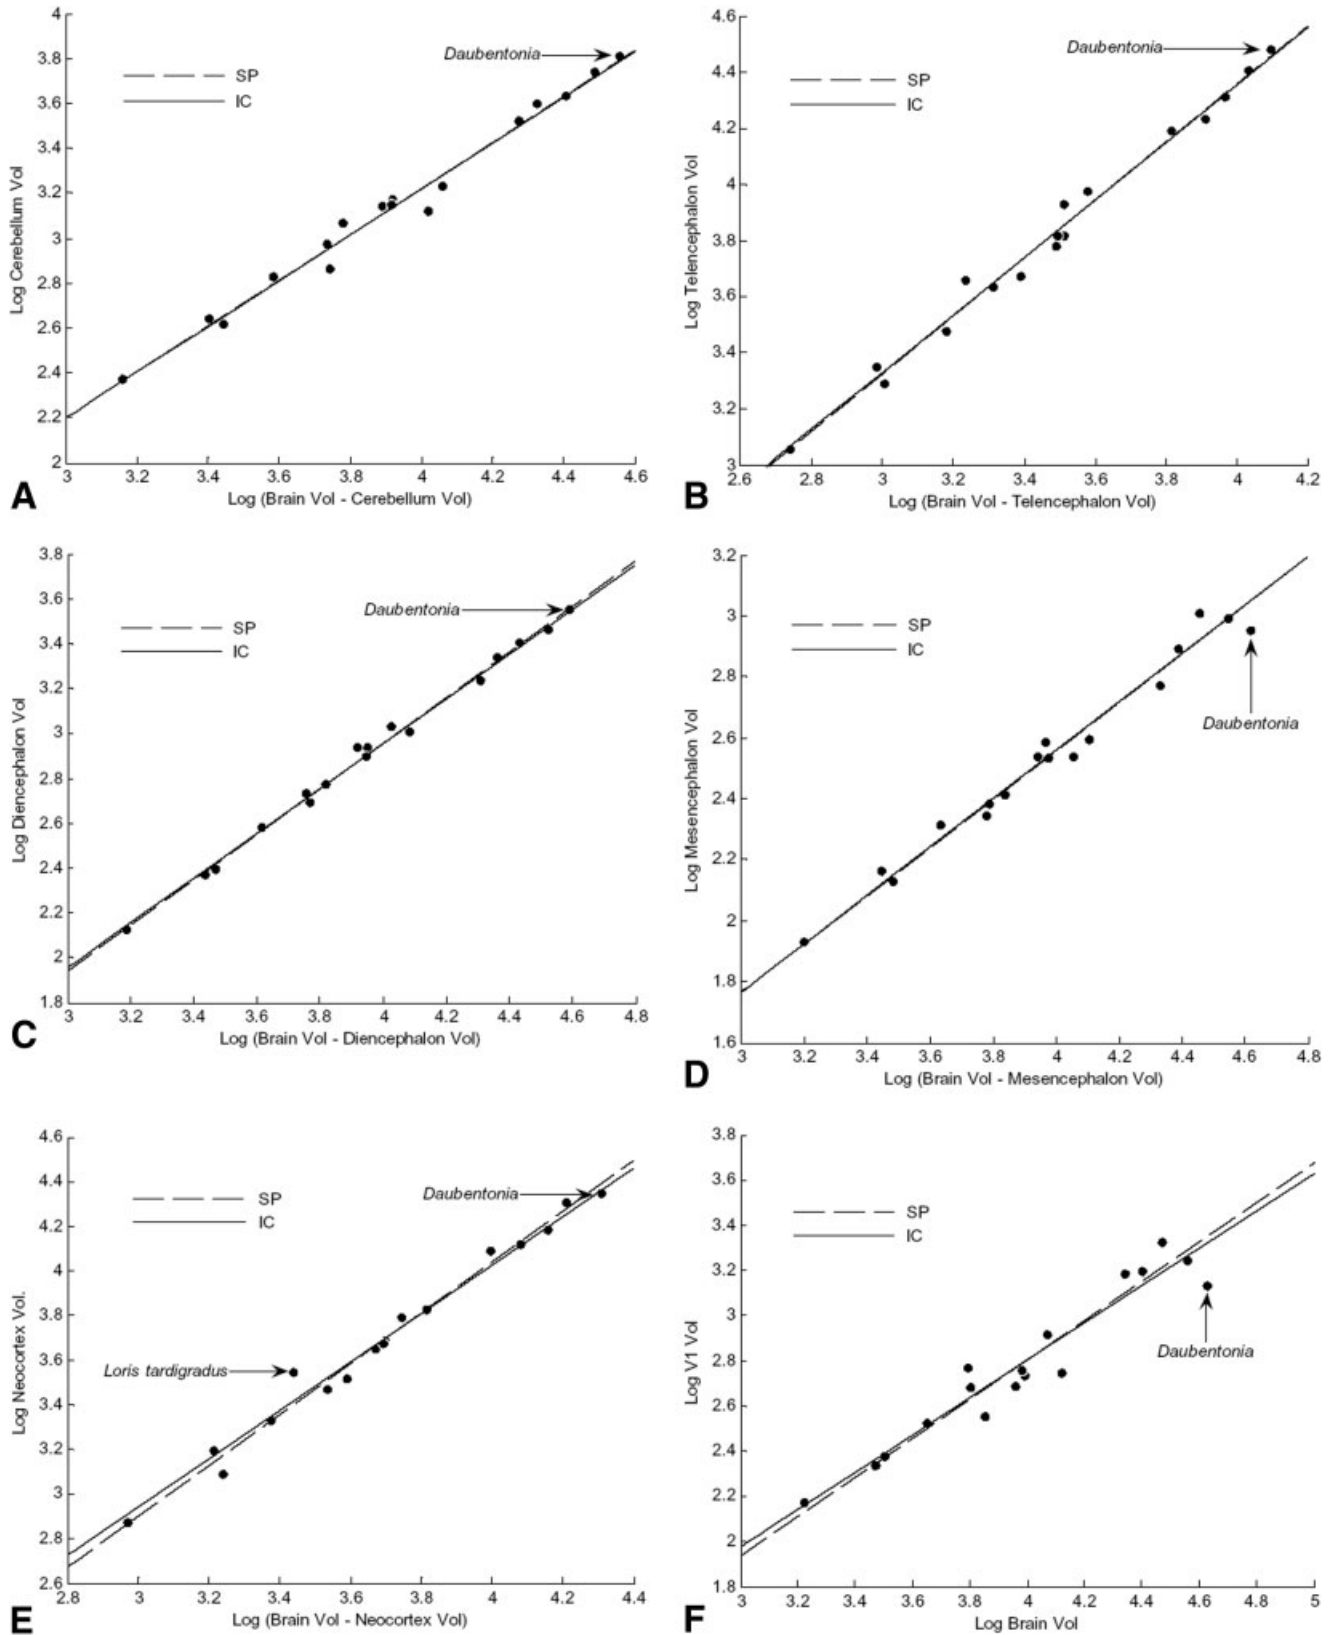 4
3.8
3.6
3.4
3.2
3
2.8
2.6
2.4
2.2
2
Log Cerebellum Vol
Daubentonia
SP
IC
3 3.2 3.4 3.6 3.8 4 4.2 4.4 4.6
Log (Brain Vol - Cerebellum Vol)
A
4.6
4.4
4.2
4
3.8
3.6
3.4
3.2
3
Log Telencephalon Vol
Daubentonia
SP
IC
2.6 2.8 3 3.2 3.4 3.6 3.8 4 4.2
Log (Brain Vol - Telencephalon Vol)
B
3.8
3.6
3.4
3.2
3
2.8
2.6
2.4
2.2
2
1.8
Log Diencephalon Vol
Daubentonia
SP
IC
3 3.2 3.4 3.6 3.8 4 4.2 4.4 4.6 4.8
Log (Brain Vol - Diencephalon Vol)
C
3.2
3
2.8
2.6
2.4
2.2
2
1.8
1.6
Log Mesencephalon Vol
SP
IC
Daubentonia
3 3.2 3.4 3.6 3.8 4 4.2 4.4 4.6 4.8
Log (Brain Vol - Mesencephalon Vol)
D
4.6
4.4
4.2
4
3.8
3.6
3.4
3.2
3
2.8
2.6
Log Neocortex Vol.
Daubentonia
SP
IC
Loris tardigradus
2.8 3 3.2 3.4 3.6 3.8 4 4.2 4.4
Log (Brain Vol - Neocortex Vol)
E
3.8
3.6
3.4
3.2
3
2.8
2.6
2.4
2.2
2
1.8
Log V1 Vol
SP
IC
Daubentonia
3 3.2 3.4 3.6 3.8 4 4.2 4.4 4.6 4.8 5
Log Brain Vol
F